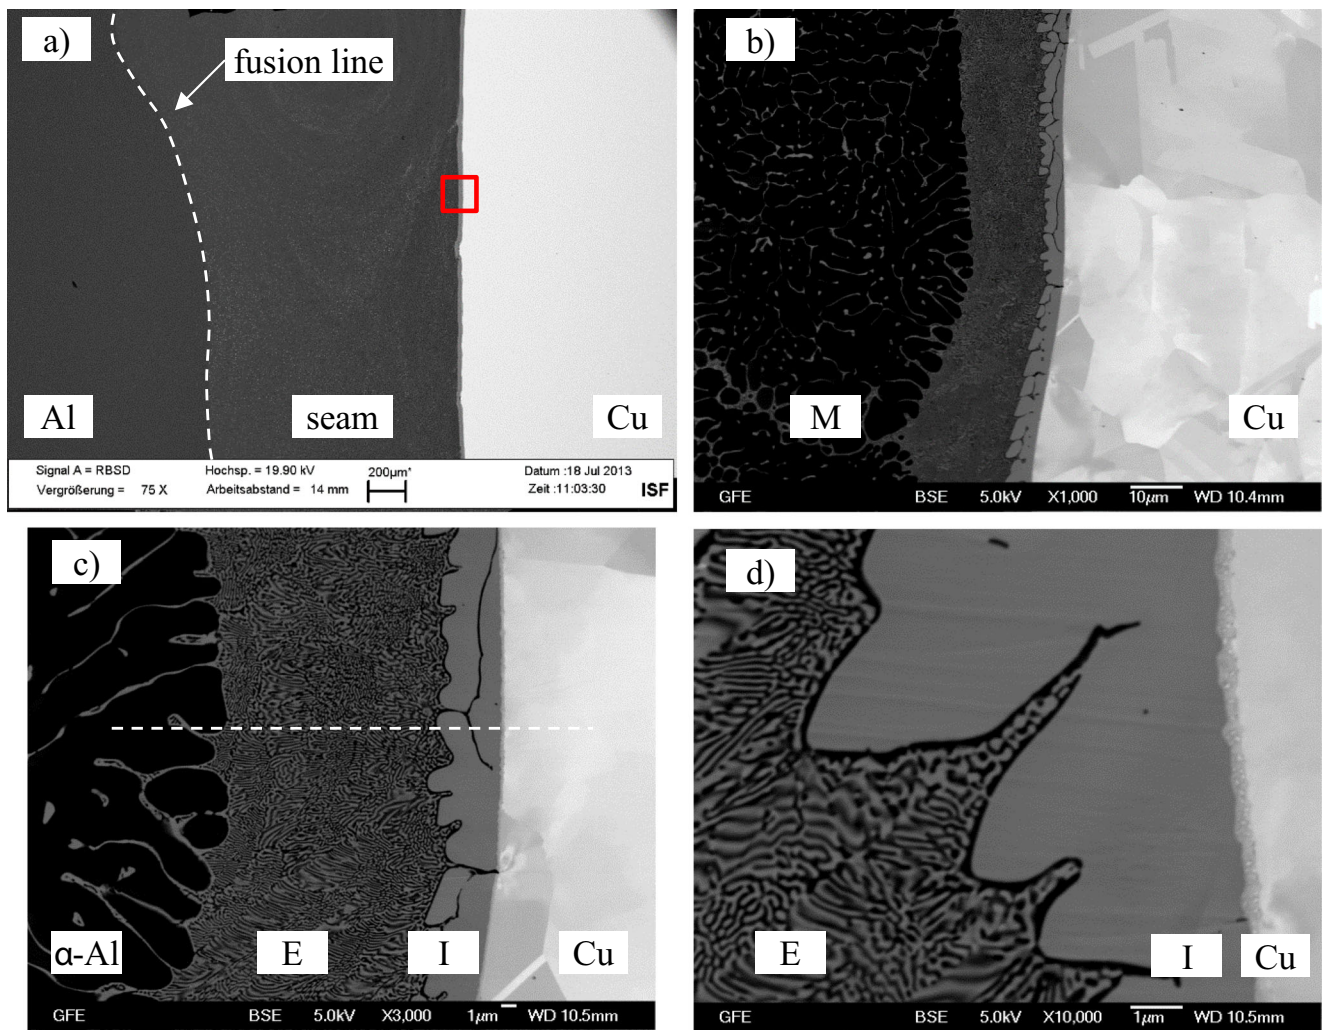 a)
fusion line
Al
seam
Cu
Signal A = RBSD
Hochsp. = 19.90 kV
200µm*
Datum :18 Jul 2013
Vergrößerung = 75 X
Arbeitsabstand = 14 mm
Zeit :11:03:30
ISF
b)
M
Cu
GFE BSE 5.0kV X1,000 10µm WD 10.4mm
c)
α-Al
E
I
Cu
GFE BSE 5.0kV X3,000 1µm WD 10.5mm
d)
E
I
Cu
GFE BSE 5.0kV X10,000 1µm WD 10.5mm